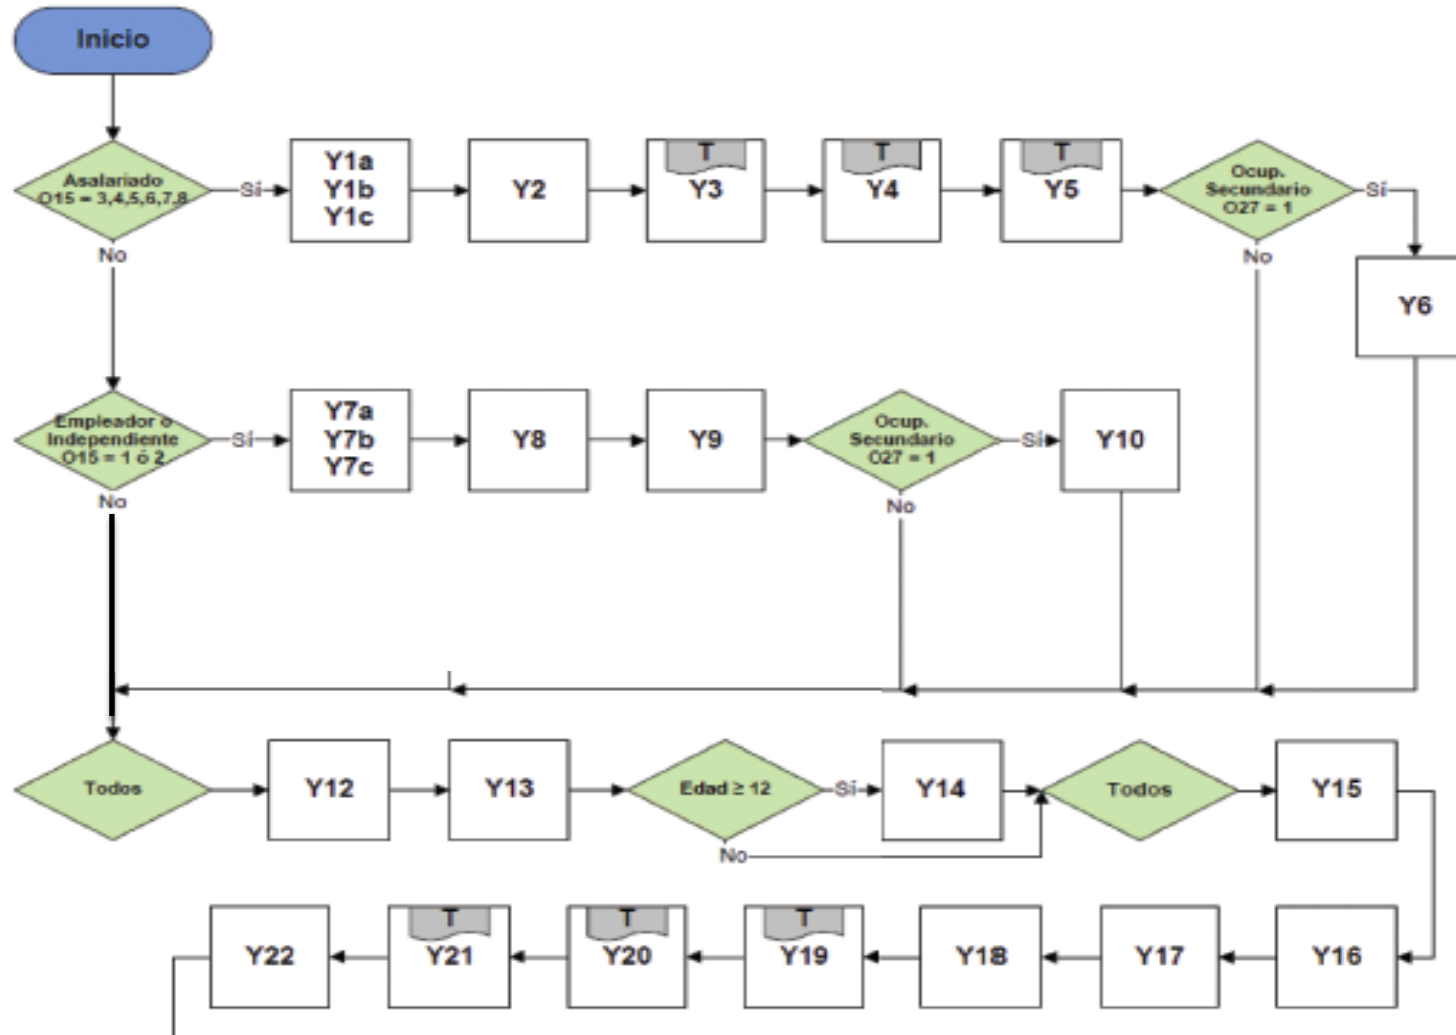 Inicio
Asalariado
O15 = 3,4,5,6,7,8
Sí
Y1a
Y1b
Y1c
Y2
T
Y3
T
Y4
T
Y5
Ocup.
Secundario
O27 = 1
Sí
No
No
Y6
Empleador o
Independiente
O15 = 1 ó 2
Sí
Y7a
Y7b
Y7c
Y8
Y9
Ocup.
Secundario
O27 = 1
Sí
Y10
No
No
Todos
Y12
Y13
Edad ≥ 12
Sí
Y14
Todos
Y15
No
Y22
T
Y21
T
Y20
T
Y19
Y18
Y17
Y16